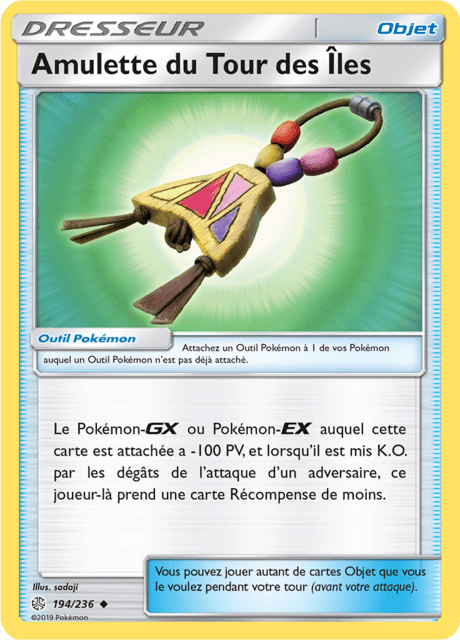 DRESSEUR
Objet
Amulette du Tour des Îles
Outil Pokémon
Attachez un Outil Pokémon à 1 de vos Pokémon
auquel un Outil Pokémon n'est pas déjà attaché.
Le Pokémon-GX ou Pokémon-EX auquel cette
carte est attachée a -100 PV, et lorsqu'il est mis K.O.
par les dégâts de l'attaque d'un adversaire, ce
joueur-là prend une carte Récompense de moins.
Vous pouvez jouer autant de cartes Objet que vous
le voulez pendant votre tour (avant votre attaque).
Illus. sadaji
194/236
©2019 Pokémon